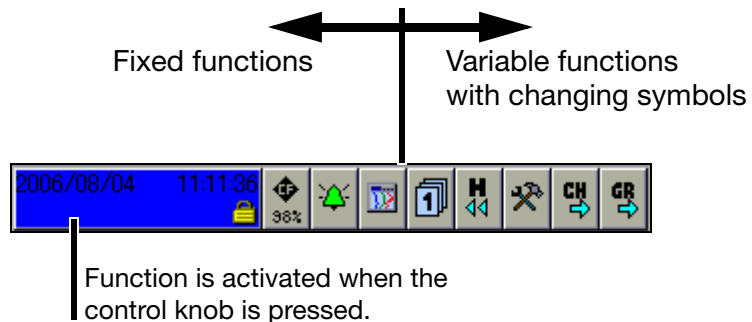 Fixed functions
Variable functions
with changing symbols
2006/08/04 11:11:36
CF
98%
1
H
CH
GR
Function is activated when the
control knob is pressed.